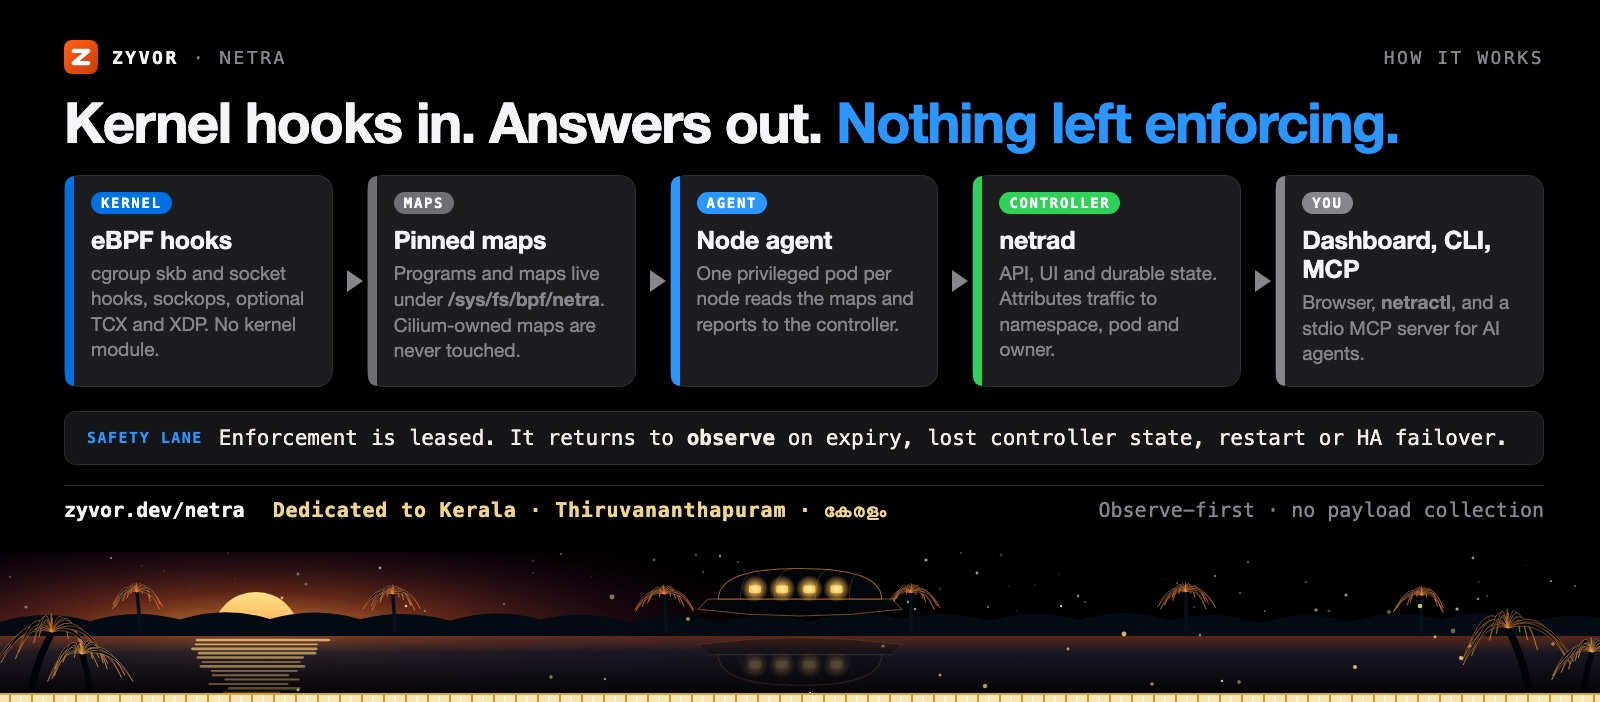 Z ZYVOR · NETRA
HOW IT WORKS
Kernel hooks in. Answers out. Nothing left enforcing.
KERNEL
eBPF hooks
cgroup skb and socket
hooks, sockops, optional
TCX and XDP. No kernel
module.
MAPS
Pinned maps
Programs and maps live
under /sys/fs/bpf/netra.
Cilium-owned maps are
never touched.
AGENT
Node agent
One privileged pod per
node reads the maps and
reports to the controller.
CONTROLLER
netrad
API, UI and durable state.
Attributes traffic to
namespace, pod and
owner.
YOU
Dashboard, CLI,
MCP
Browser, netractl, and a
stdio MCP server for AI
agents.
SAFETY LANE Enforcement is leased. It returns to observe on expiry, lost controller state, restart or HA failover.
zyvor.dev/netra Dedicated to Kerala · Thiruvananthapuram · കേരളം
Observe-first · no payload collection